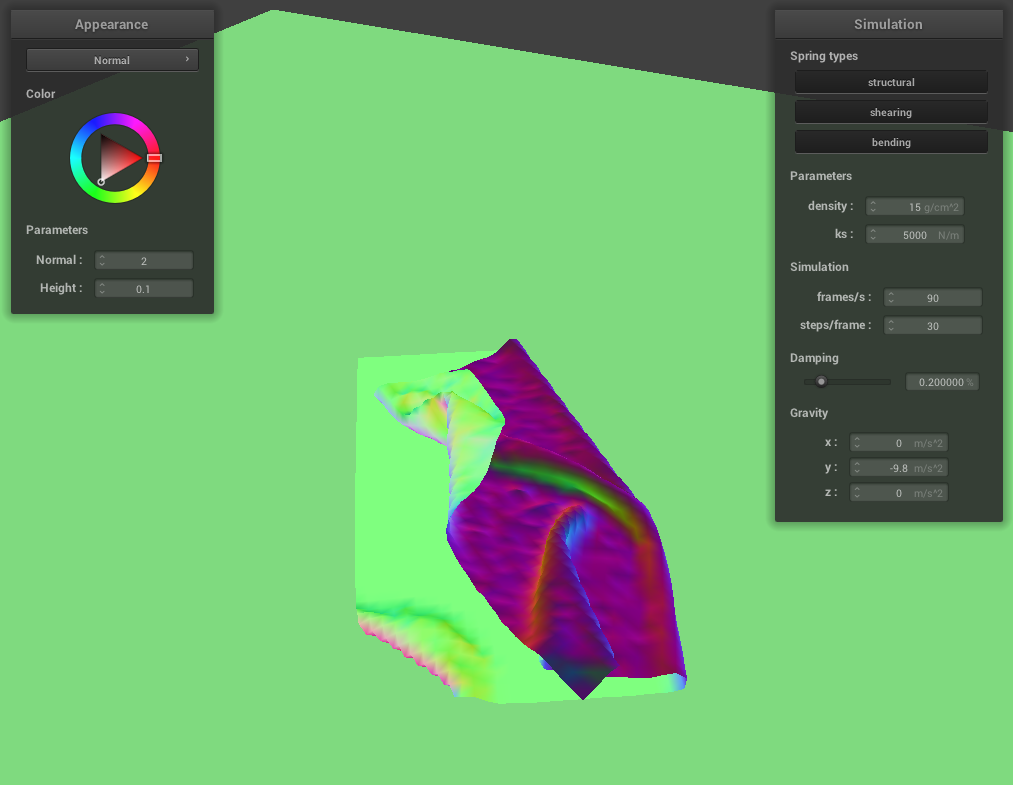 Appearance
Normal ›
Color
Parameters
Normal : 2
Height : 0.1
Simulation
Spring types
structural
shearing
bending
Parameters
density : 15 g/cm^2
ks : 5000 N/m
Simulation
frames/s : 90
steps/frame : 30
Damping
0.200000 %
Gravity
x : 0 m/s^2
y : -9.8 m/s^2
z : 0 m/s^2